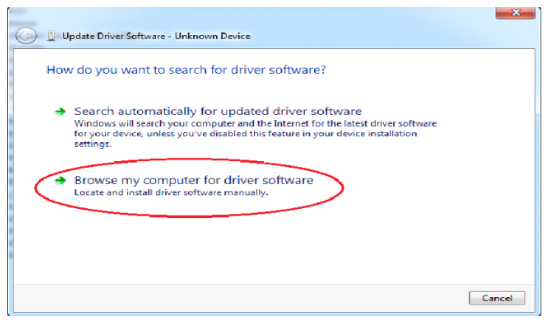 Update Driver Software - Unknown Device
How do you want to search for driver software?
Search automatically for updated driver software
Windows will search your computer and the Internet for the latest driver software
for your device, unless you've disabled this feature in your device installation
settings.
Browse my computer for driver software
Locate and install driver software manually.
Cancel